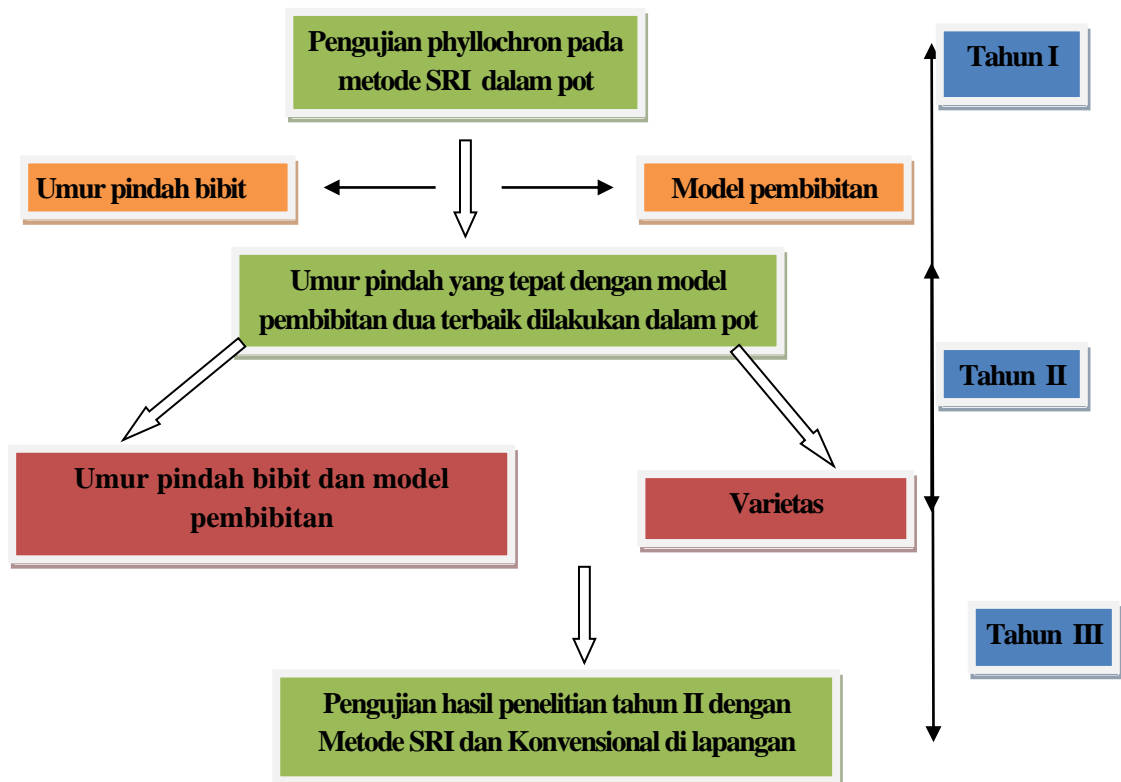 Pengujian phyllochron pada
metode SRI dalam pot
Tahun I
Umur pindah bibit
Model pembibitan
Umur pindah yang tepat dengan model
pembibitan dua terbaik dilakukan dalam pot
Tahun II
Umur pindah bibit dan model
pembibitan
Varietas
Tahun III
Pengujian hasil penelitian tahun II dengan
Metode SRI dan Konvensional di lapangan